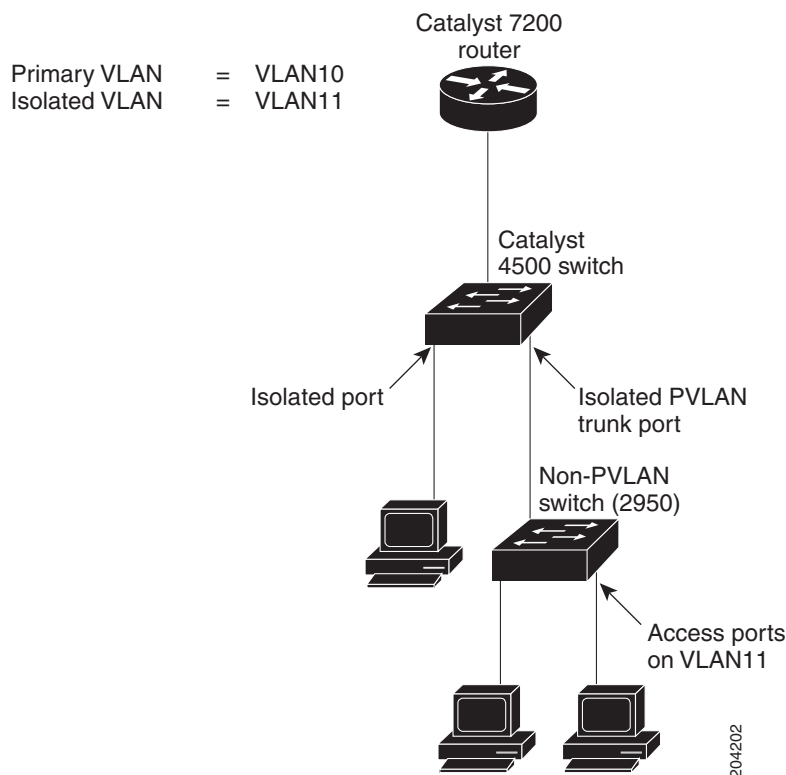 Catalyst 7200
router
Primary VLAN = VLAN10
Isolated VLAN = VLAN11
Catalyst
4500 switch
Isolated port
Isolated PVLAN
trunk port
Non-PVLAN
switch (2950)
Access ports
on VLAN11
204202